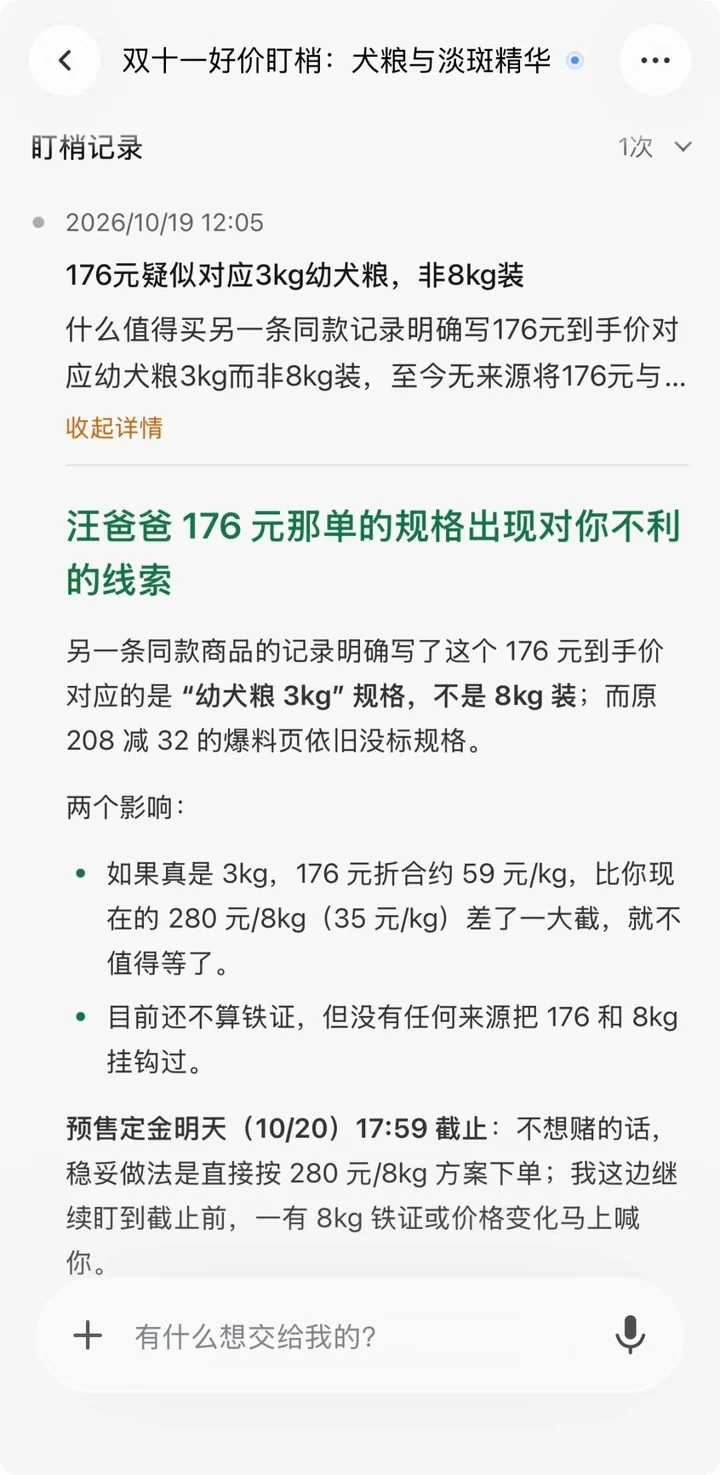 双十一好价盯梢：犬粮与淡斑精华
盯梢记录
1次
2026/10/19 12:05
176元疑似对应3kg幼犬粮，非8kg装
什么值得买另一条同款记录明确写176元到手价对
应幼犬粮3kg而非8kg装，至今无来源将176元与...
收起详情
汪爸爸 176 元那单的规格出现对你不利
的线索
另一条同款商品的记录明确写了这个 176 元到手价
对应的是 “幼犬粮 3kg” 规格，不是 8kg 装；而原
208 减 32 的爆料页依旧没标规格。
两个影响：
如果真是 3kg，176 元折合约 59 元/kg，比你现
在的 280 元/8kg（35 元/kg）差了一大截，就不
值得等了。
目前还不算铁证，但没有任何来源把 176 和 8kg
挂钩过。
预售定金明天（10/20）17:59 截止：不想赌的话，
稳妥做法是直接按 280 元/8kg 方案下单；我这边继
续盯到截止前，一有 8kg 铁证或价格变化马上喊
你。
有什么想交给我的?